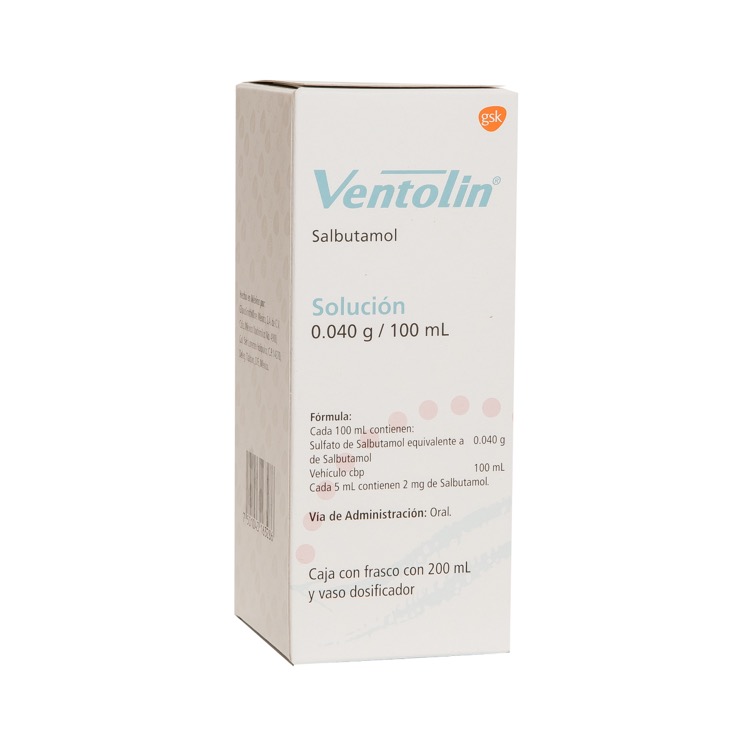 gsk
Ventolin®
Salbutamol
Solución
0.040 g / 100 mL
Fórmula:
Cada 100 mL contienen:
Sulfato de Salbutamol equivalente a 0.040 g
de Salbutamol
Vehículo cbp 100 mL
Cada 5 mL contienen 2 mg de Salbutamol.
Vía de Administración: Oral.
Caja con frasco con 200 mL
y vaso dosificador